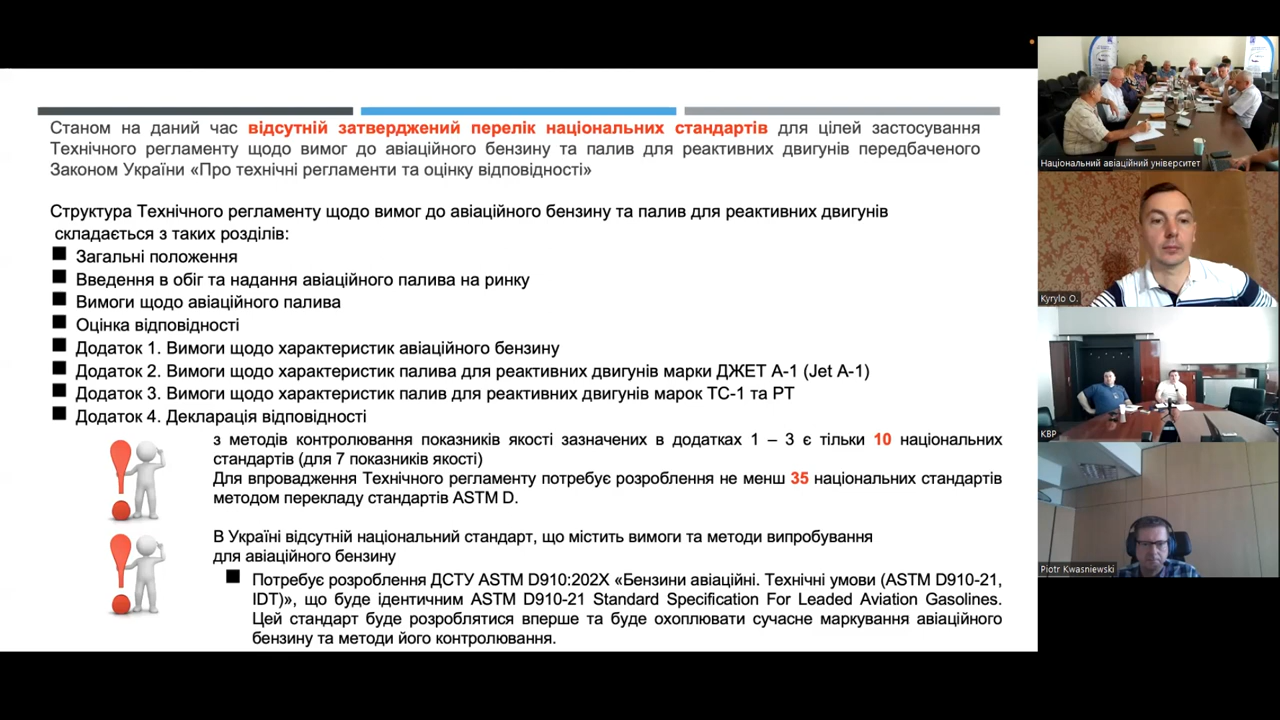 Станом на даний час відсутній затверджений перелік національних стандартів для цілей застосування
Технічного регламенту щодо вимог до авіаційного бензину та палив для реактивних двигунів передбаченого
Законом України «Про технічні регламенти та оцінку відповідності»
Структура Технічного регламенту щодо вимог до авіаційного бензину та палив для реактивних двигунів
складається з таких розділів:
Загальні положення
Введення в обіг та надання авіаційного палива на ринку
Вимоги щодо авіаційного палива
Оцінка відповідності
Додаток 1. Вимоги щодо характеристик авіаційного бензину
Додаток 2. Вимоги щодо характеристик палива для реактивних двигунів марки ДЖЕТ А-1 (Jet A-1)
Додаток 3. Вимоги щодо характеристик палив для реактивних двигунів марок ТС-1 та РТ
Додаток 4. Декларація відповідності
з методів контролювання показників якості зазначених в додатках 1 – 3 є тільки 10 національних
стандартів (для 7 показників якості)
Для впровадження Технічного регламенту потребує розроблення не менш 35 національних стандартів
методом перекладу стандартів ASTM D.
В Україні відсутній національний стандарт, що містить вимоги та методи випробування
для авіаційного бензину
Потребує розроблення ДСТУ ASTM D910:202X «Бензини авіаційні. Технічні умови (ASTM D910-21,
IDT)», що буде ідентичним ASTM D910-21 Standard Specification For Leaded Aviation Gasolines.
Цей стандарт буде розроблятися вперше та буде охоплювати сучасне маркування авіаційного
бензину та методи його контролювання.
Національний авіаційний університет
Kyrylo O.
КВР
Piotr Kwasniewski